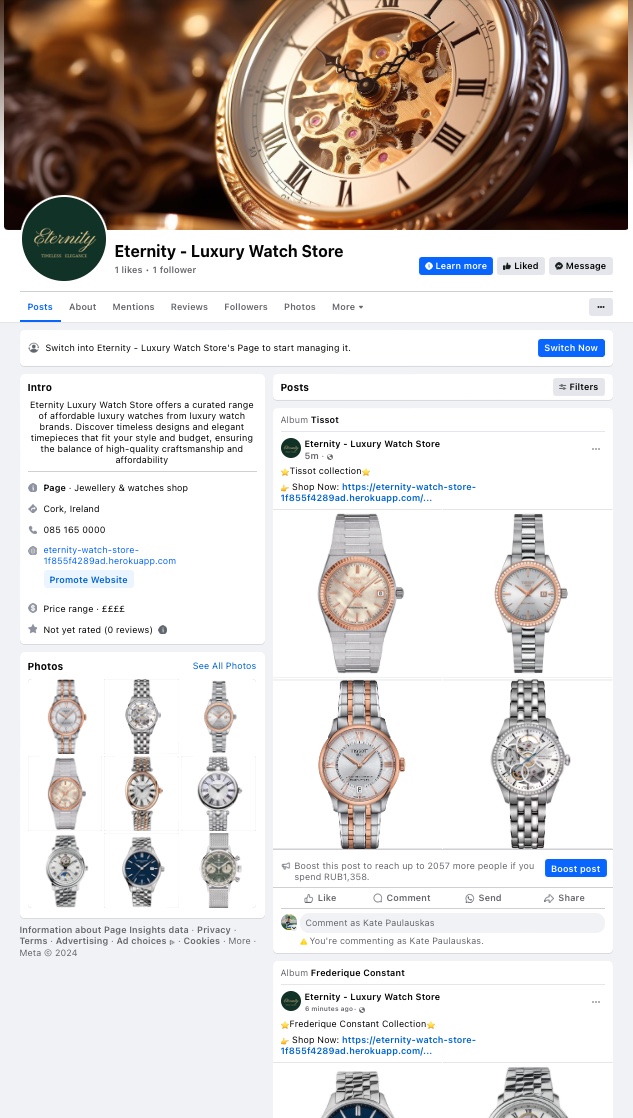 Eternity
TIMELESS ELEGANCE
Eternity - Luxury Watch Store
1 likes · 1 follower
Learn more
Liked
Message
Posts
About
Mentions
Reviews
Followers
Photos
More
Switch into Eternity - Luxury Watch Store's Page to start managing it.
Switch Now
Intro
Eternity Luxury Watch Store offers a curated range
of affordable luxury watches from luxury watch
brands. Discover timeless designs and elegant
timepieces that fit your style and budget, ensuring
the balance of high-quality craftsmanship and
affordability
Page · Jewellery & watches shop
Cork, Ireland
085 165 0000
eternity-watch-store-
1f855f4289ad.herokuapp.com
Promote Website
Price range · ££££
Not yet rated (0 reviews)
Photos
See All Photos
Information about Page Insights data · Privacy ·
Terms · Advertising · Ad choices · Cookies · More ·
Meta © 2024
Posts
Filters
Album Tissot
Eternity - Luxury Watch Store
5m ·
Tissot collection
Shop Now: https://eternity-watch-store-
1f855f4289ad.herokuapp.com/...
TISSOT
Boost this post to reach up to 2057 more people if you
spend RUB1,358.
Boost post
Like
Comment
Send
Share
Comment as Kate Paulauskas
You're commenting as Kate Paulauskas.
Album Frederique Constant
Eternity - Luxury Watch Store
6 minutes ago·
Frederique Constant Collection
Shop Now: https://eternity-watch-store-
1f855f4289ad.herokuapp.com/...